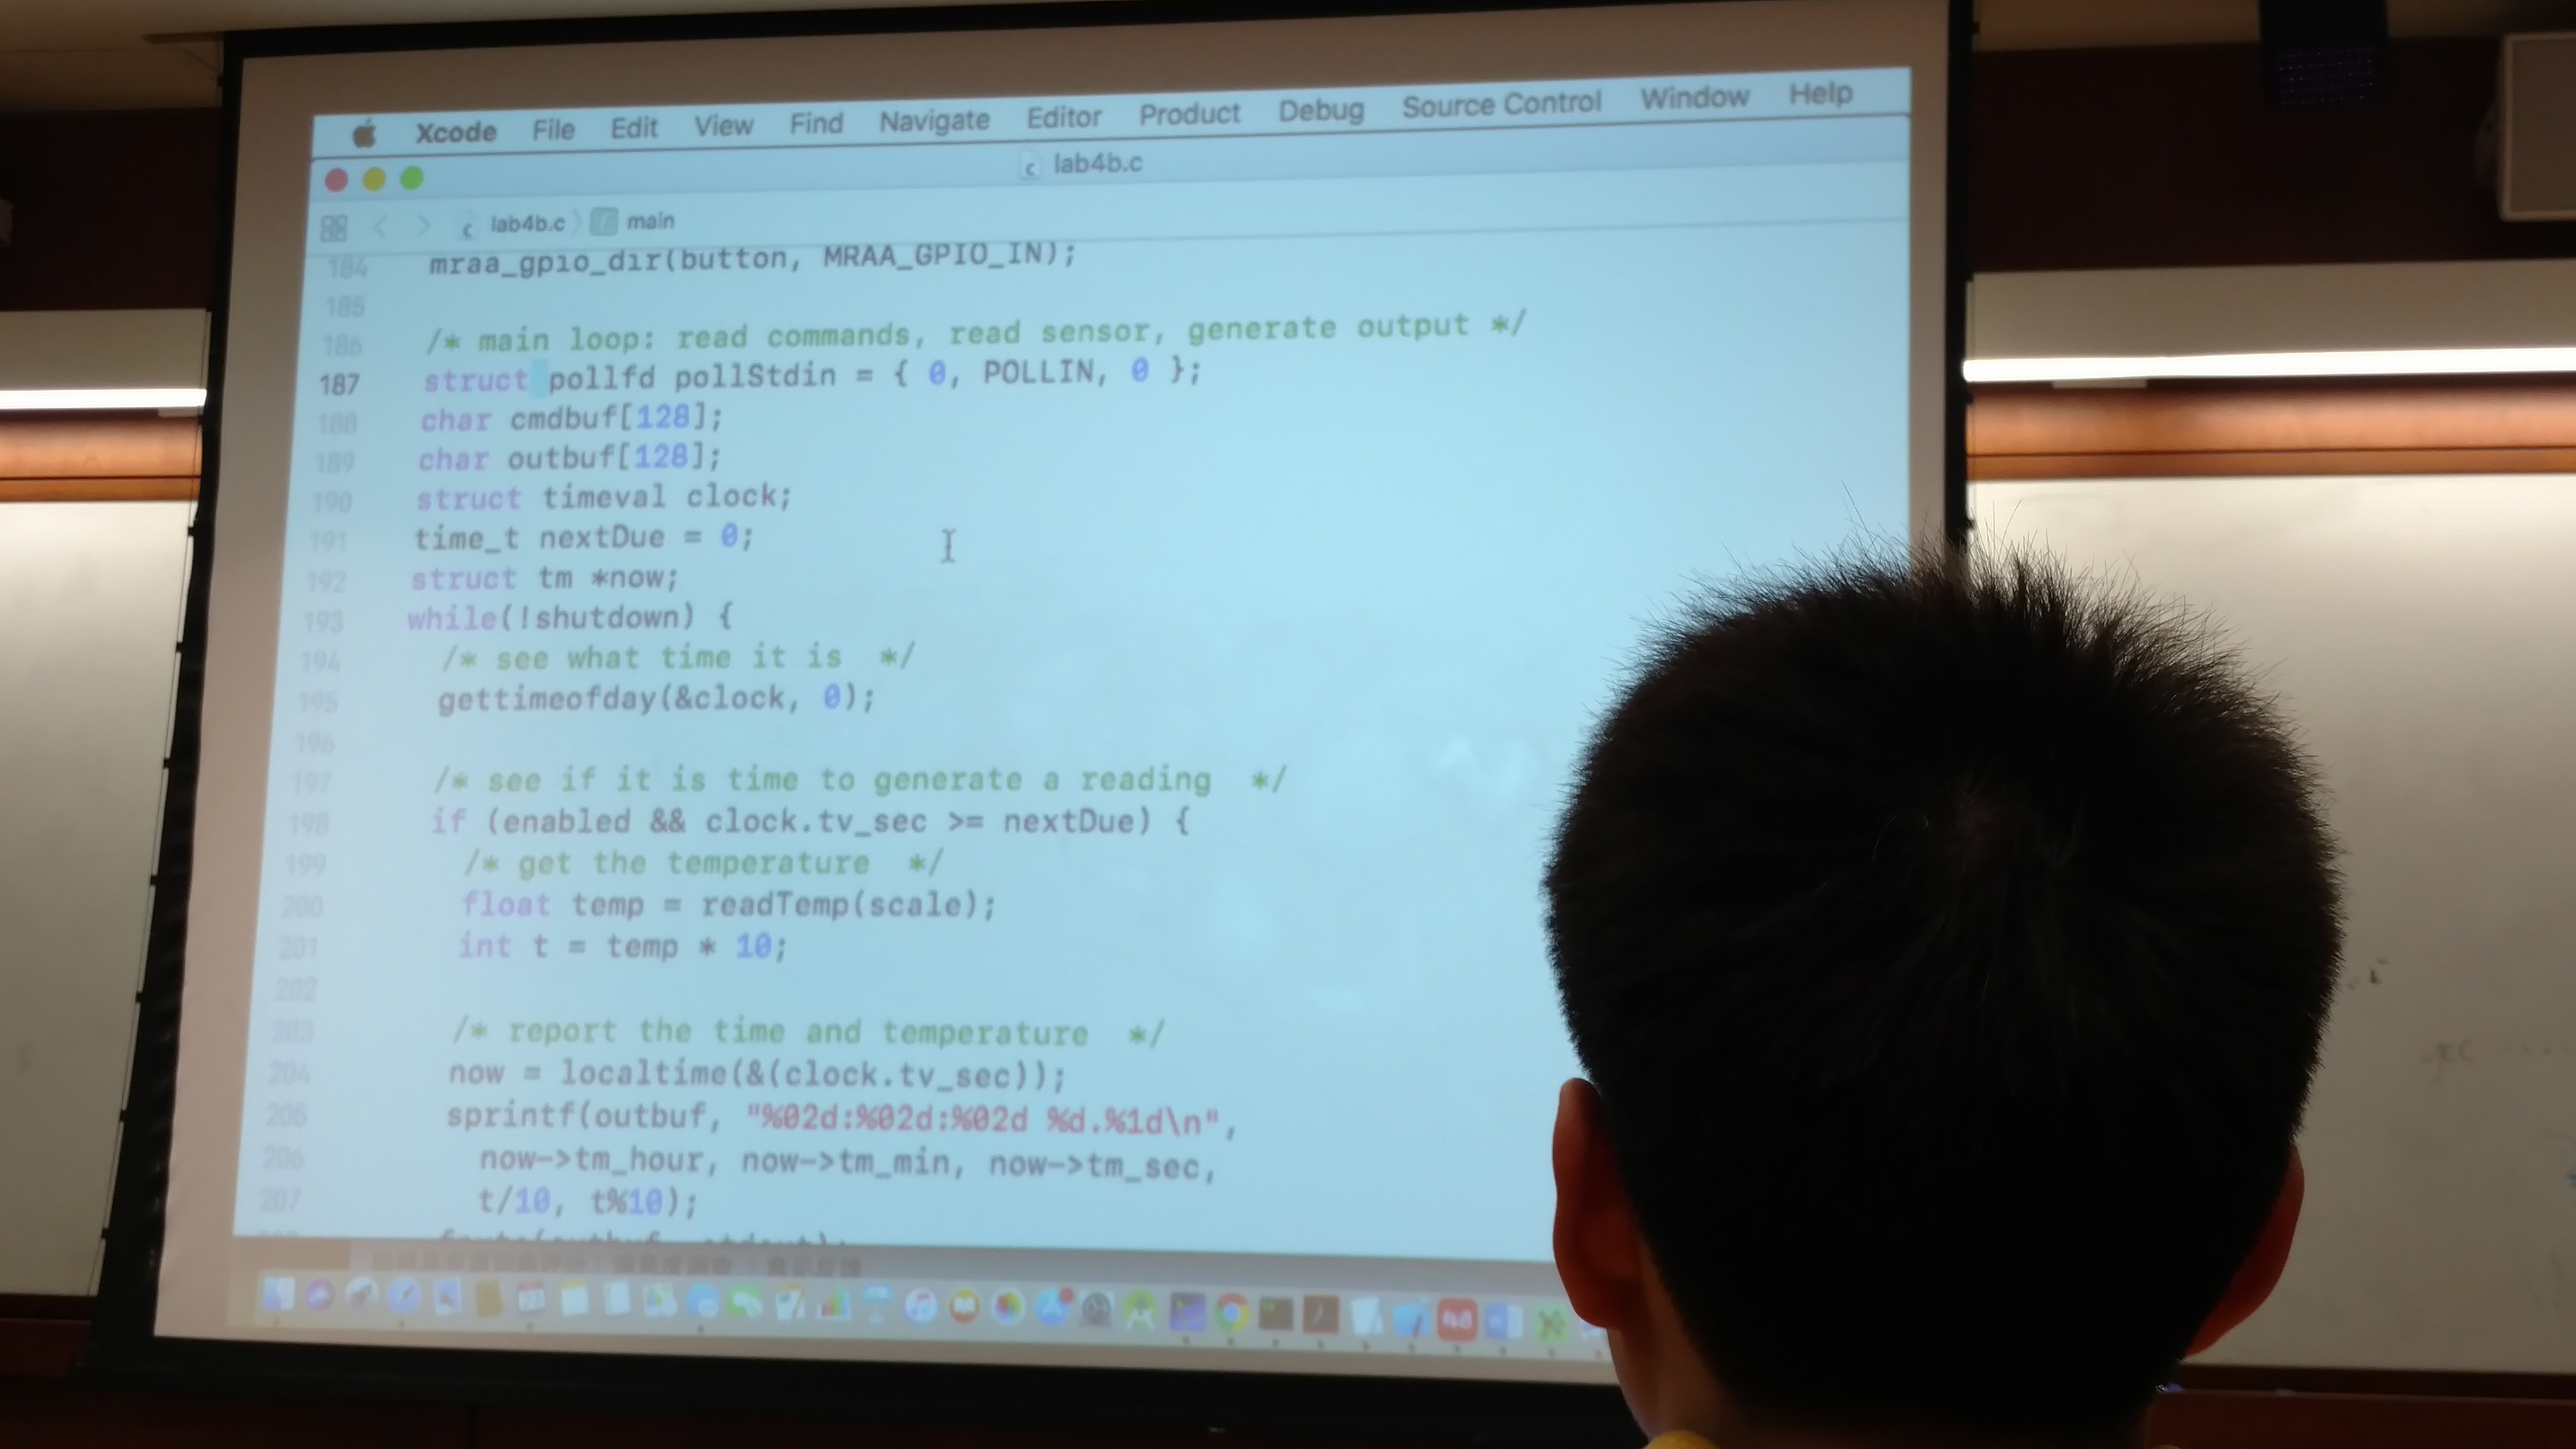 Xcode File Edit View Find Navigate Editor Product Debug Source Control Window Help
c lab4b.c
c lab4b.c main
184 mraa_gpio_dir(button, MRAA_GPIO_IN);
185
186 /* main loop: read commands, read sensor, generate output */
187 struct pollfd pollStdin = { 0, POLLIN, 0 };
188 char cmdbuf[128];
189 char outbuf[128];
190 struct timeval clock;
191 time_t nextDue = 0;
192 struct tm *now;
193 while(!shutdown) {
194 /* see what time it is */
195 gettimeofday(&clock, 0);
196
197 /* see if it is time to generate a reading */
198 if (enabled && clock.tv_sec >= nextDue) {
199 /* get the temperature */
200 float temp = readTemp(scale);
201 int t = temp * 10;
202
203 /* report the time and temperature */
204 now = localtime(&(clock.tv_sec));
205 sprintf(outbuf, "%02d:%02d:%02d %d.%1d\n",
206 now->tm_hour, now->tm_min, now->tm_sec,
207 t/10, t%10);